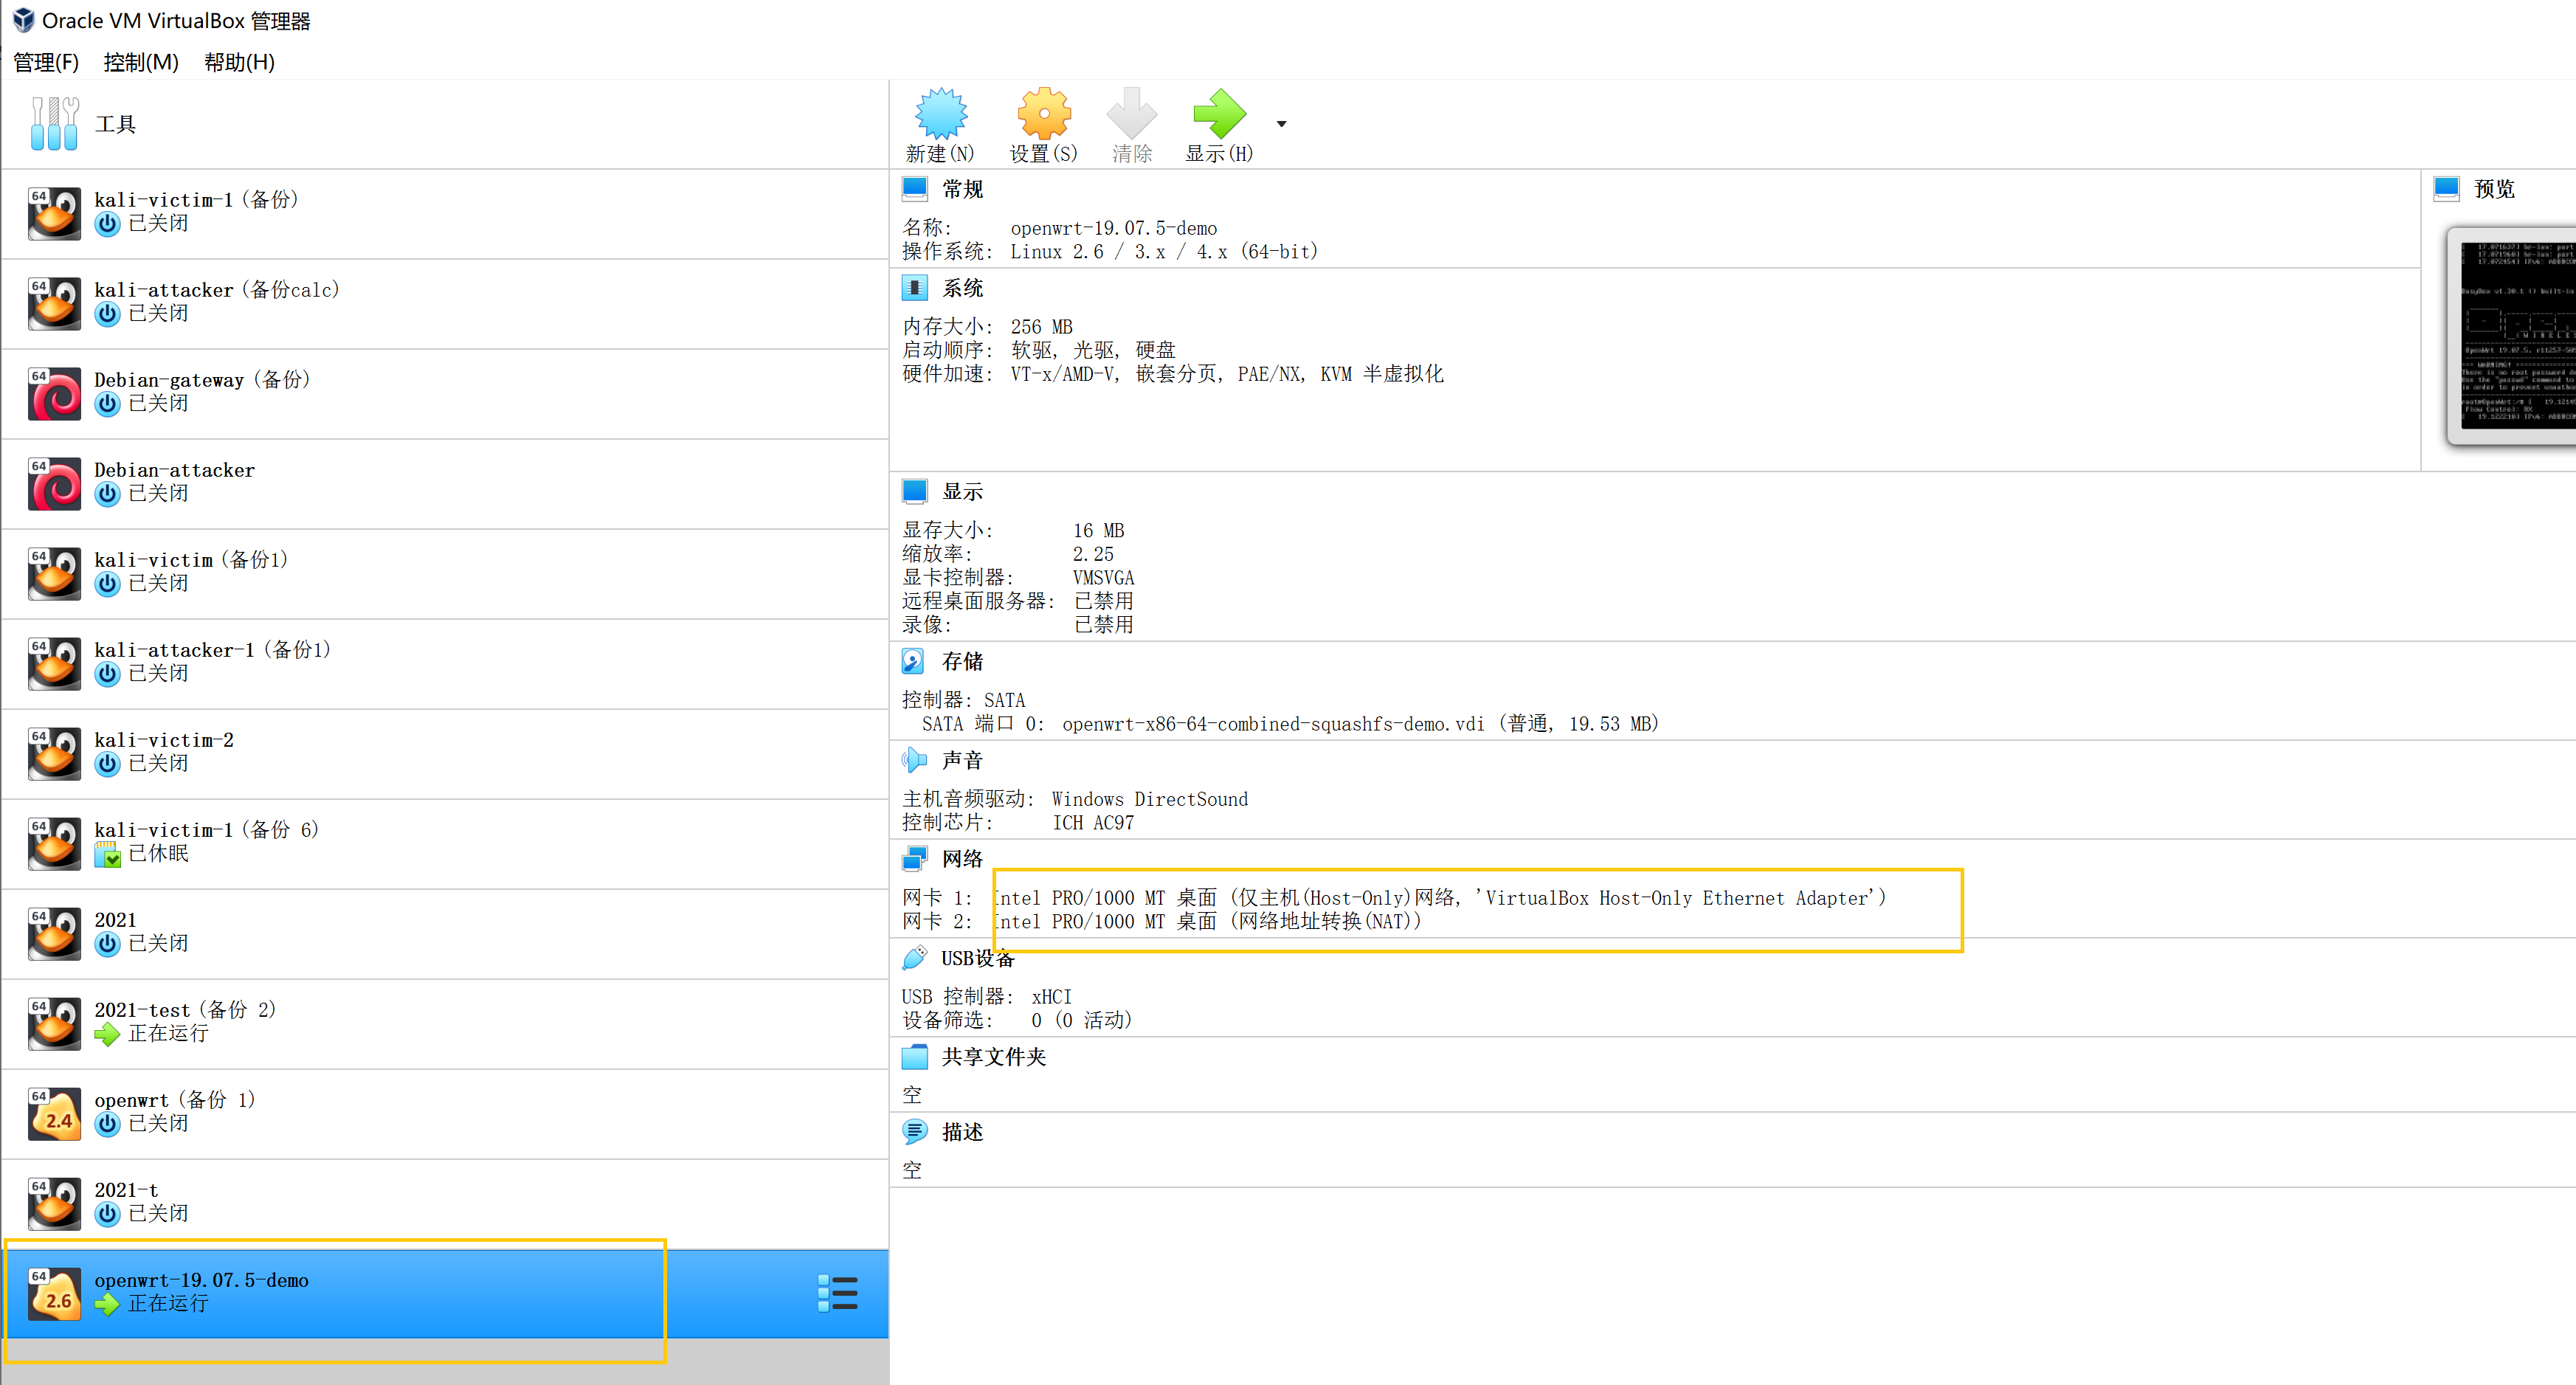 Oracle VM VirtualBox 管理器
管理(F) 控制(M) 帮助(H)
工具
新建(N) 设置(S) 清除 显示(H)
64 kali-victim-1 (备份)
已关闭
64 kali-attacker (备份calc)
已关闭
64 Debian-gateway (备份)
已关闭
64 Debian-attacker
已关闭
64 kali-victim (备份1)
已关闭
64 kali-attacker-1 (备份1)
已关闭
64 kali-victim-2
已关闭
64 kali-victim-1 (备份 6)
已休眠
64 2021
已关闭
64 2021-test (备份 2)
正在运行
64 2.4 openwrt (备份 1)
已关闭
64 2021-t
已关闭
64 2.6 openwrt-19.07.5-demo
正在运行
常规
名称: openwrt-19.07.5-demo
操作系统: Linux 2.6 / 3.x / 4.x (64-bit)
系统
内存大小: 256 MB
启动顺序: 软驱, 光驱, 硬盘
硬件加速: VT-x/AMD-V, 嵌套分页, PAE/NX, KVM 半虚拟化
预览
显示
显存大小: 16 MB
缩放率: 2.25
显卡控制器: VMSVGA
远程桌面服务器: 已禁用
录像: 已禁用
存储
控制器: SATA
SATA 端口 0: openwrt-x86-64-combined-squashfs-demo.vdi (普通, 19.53 MB)
声音
主机音频驱动: Windows DirectSound
控制芯片: ICH AC97
网络
网卡 1: Intel PRO/1000 MT 桌面 (仅主机(Host-Only)网络, 'VirtualBox Host-Only Ethernet Adapter')
网卡 2: Intel PRO/1000 MT 桌面 (网络地址转换(NAT))
USB设备
USB 控制器: xHCI
设备筛选: 0 (0 活动)
共享文件夹
空
描述
空